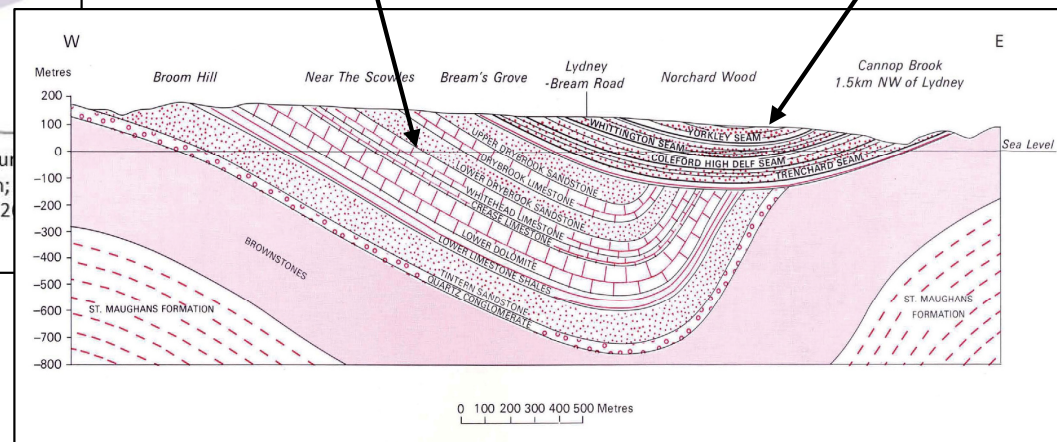 W
E
Metres
Broom Hill
Near The Scowles
Bream's Grove
Lydney
-Bream Road
Norchard Wood
Cannop Brook
1.5km NW of Lydney
200
100
0
-100
-200
-300
-400
-500
-600
-700
-800
Sea Level
YORKLEY SEAM
WHITTINGTON SEAM
COLEFORD HIGH DELF SEAM
TRENCHARD SEAM
UPPER DRYBROOK SANDSTONE
DRYBROOK LIMESTONE
LOWER DRYBROOK SANDSTONE
WHITEHEAD LIMESTONE
CREASE LIMESTONE
LOWER DOLOMITE
LOWER LIMESTONE SHALES
TINTERN SANDSTONE
QUARTZ CONGLOMERATE
BROWNSTONES
ST. MAUGHANS FORMATION
ST. MAUGHANS
FORMATION
0 100 200 300 400 500 Metres